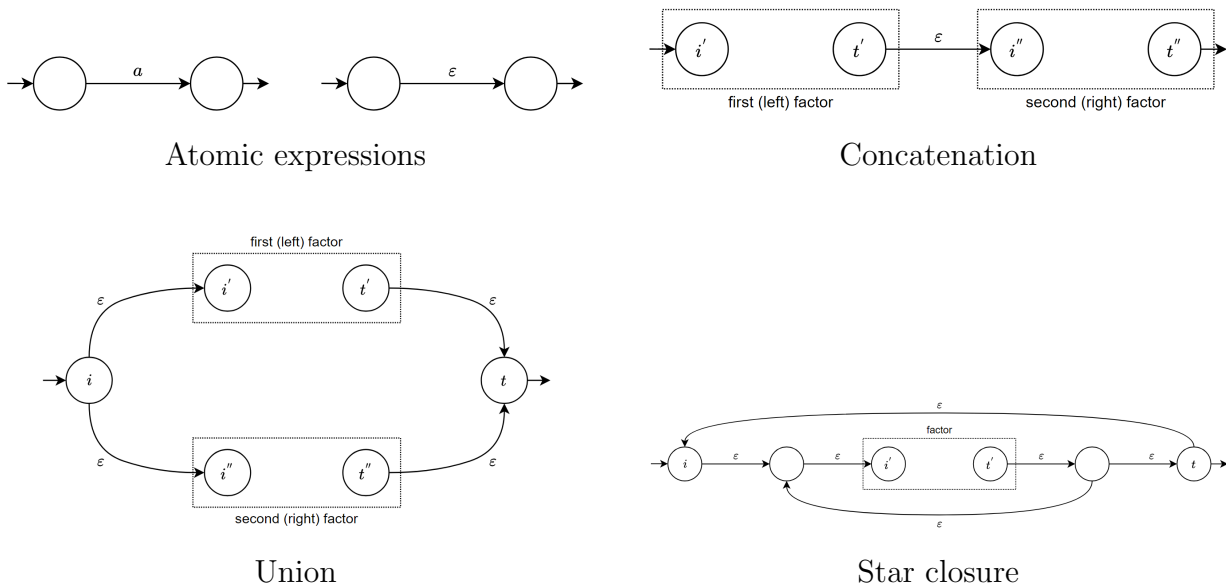 a
ε
Atomic expressions
i′
t′
ε
i″
t″
first (left) factor
second (right) factor
Concatenation
first (left) factor
i′
t′
ε
ε
i
t
ε
ε
i″
t″
second (right) factor
Union
ε
factor
i
ε
ε
i′
t′
ε
ε
t
ε
Star closure